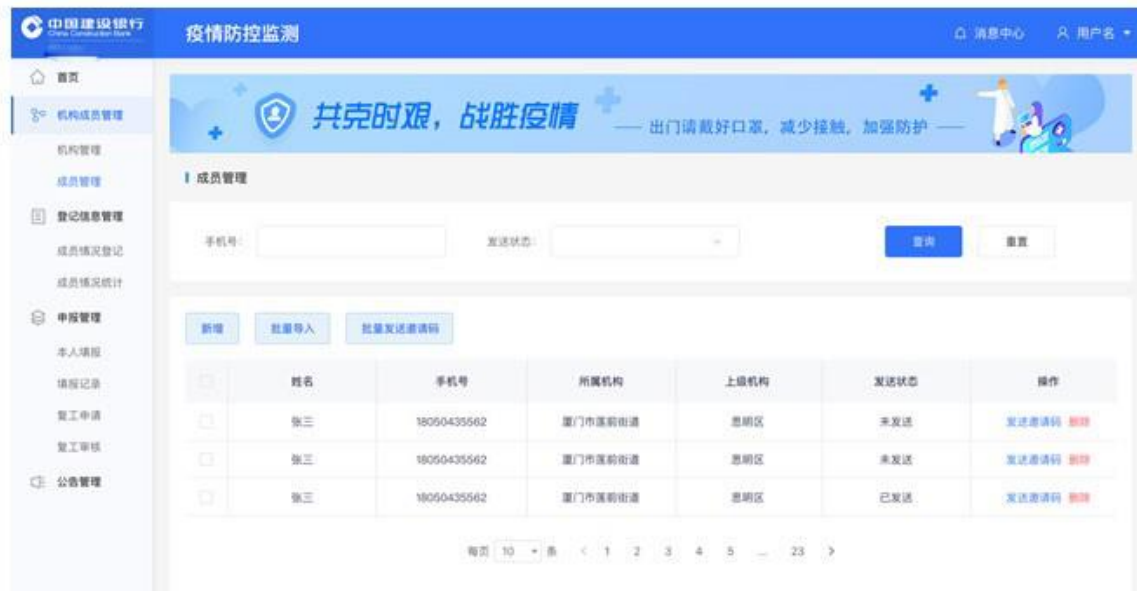 中国建设银行
China Construction Bank
疫情防控监测
消息中心
用户名
首页
机构成员管理
机构管理
成员管理
登记信息管理
成员情况登记
成员情况统计
申报管理
本人填报
填报记录
复工申请
复工审核
公告管理
共克时艰，战胜疫情
—— 出门请戴好口罩，减少接触，加强防护 ——
成员管理
手机号:
发送状态:
查询
重置
新增 批量导入 批量发送邀请码
姓名 手机号 所属机构 上级机构 发送状态 操作
张三 18050435562 厦门市莲前街道 思明区 未发送 发送邀请码 删除
张三 18050435562 厦门市莲前街道 思明区 未发送 发送邀请码 删除
张三 18050435562 厦门市莲前街道 思明区 已发送 发送邀请码 删除
每页 10 条 < 1 2 3 4 5 ... 23 >